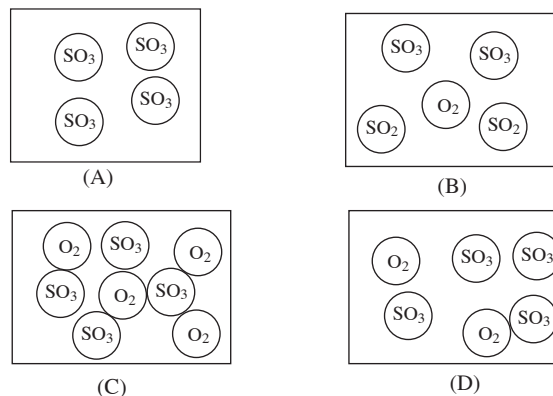 SO₃ SO₃
SO₃ SO₃
(A)
SO₃ SO₃
O₂
SO₂ SO₂
(B)
O₂ SO₃ O₂
SO₃ O₂ SO₃
SO₃ O₂
(C)
O₂ SO₃ SO₃
SO₃ O₂ SO₃
(D)